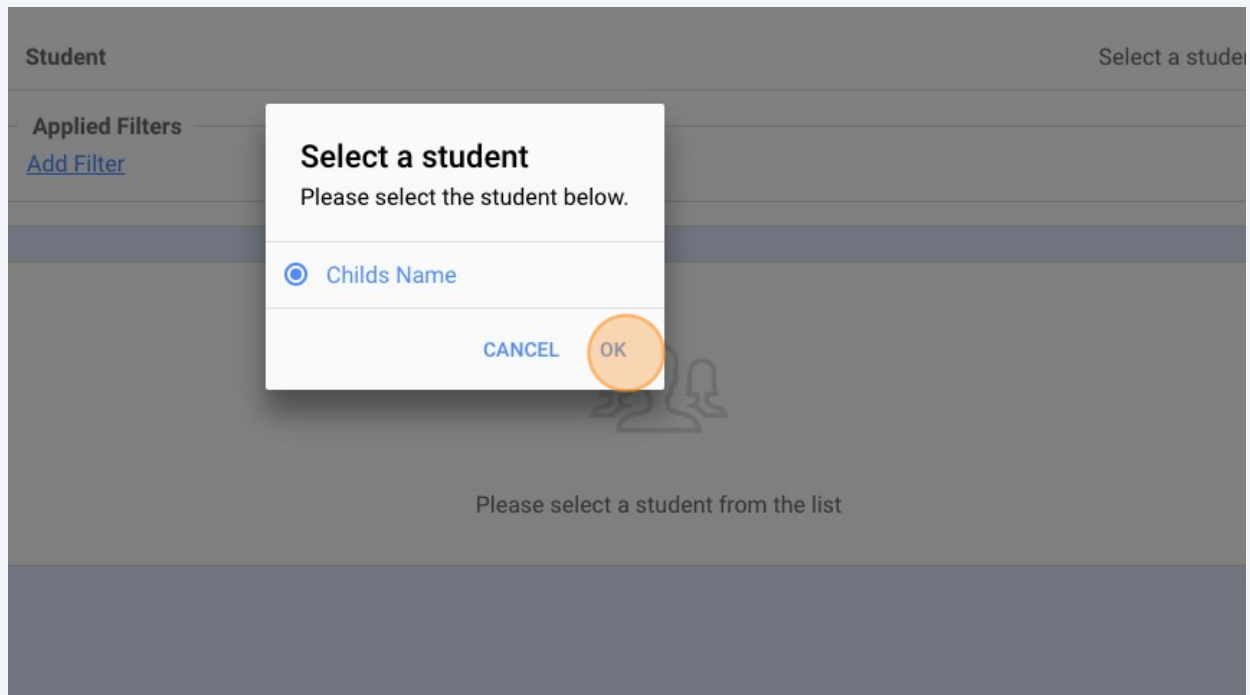 Student
Select a studen
Applied Filters
Add Filter
Select a student
Please select the student below.
Childs Name
CANCEL OK
Please select a student from the list